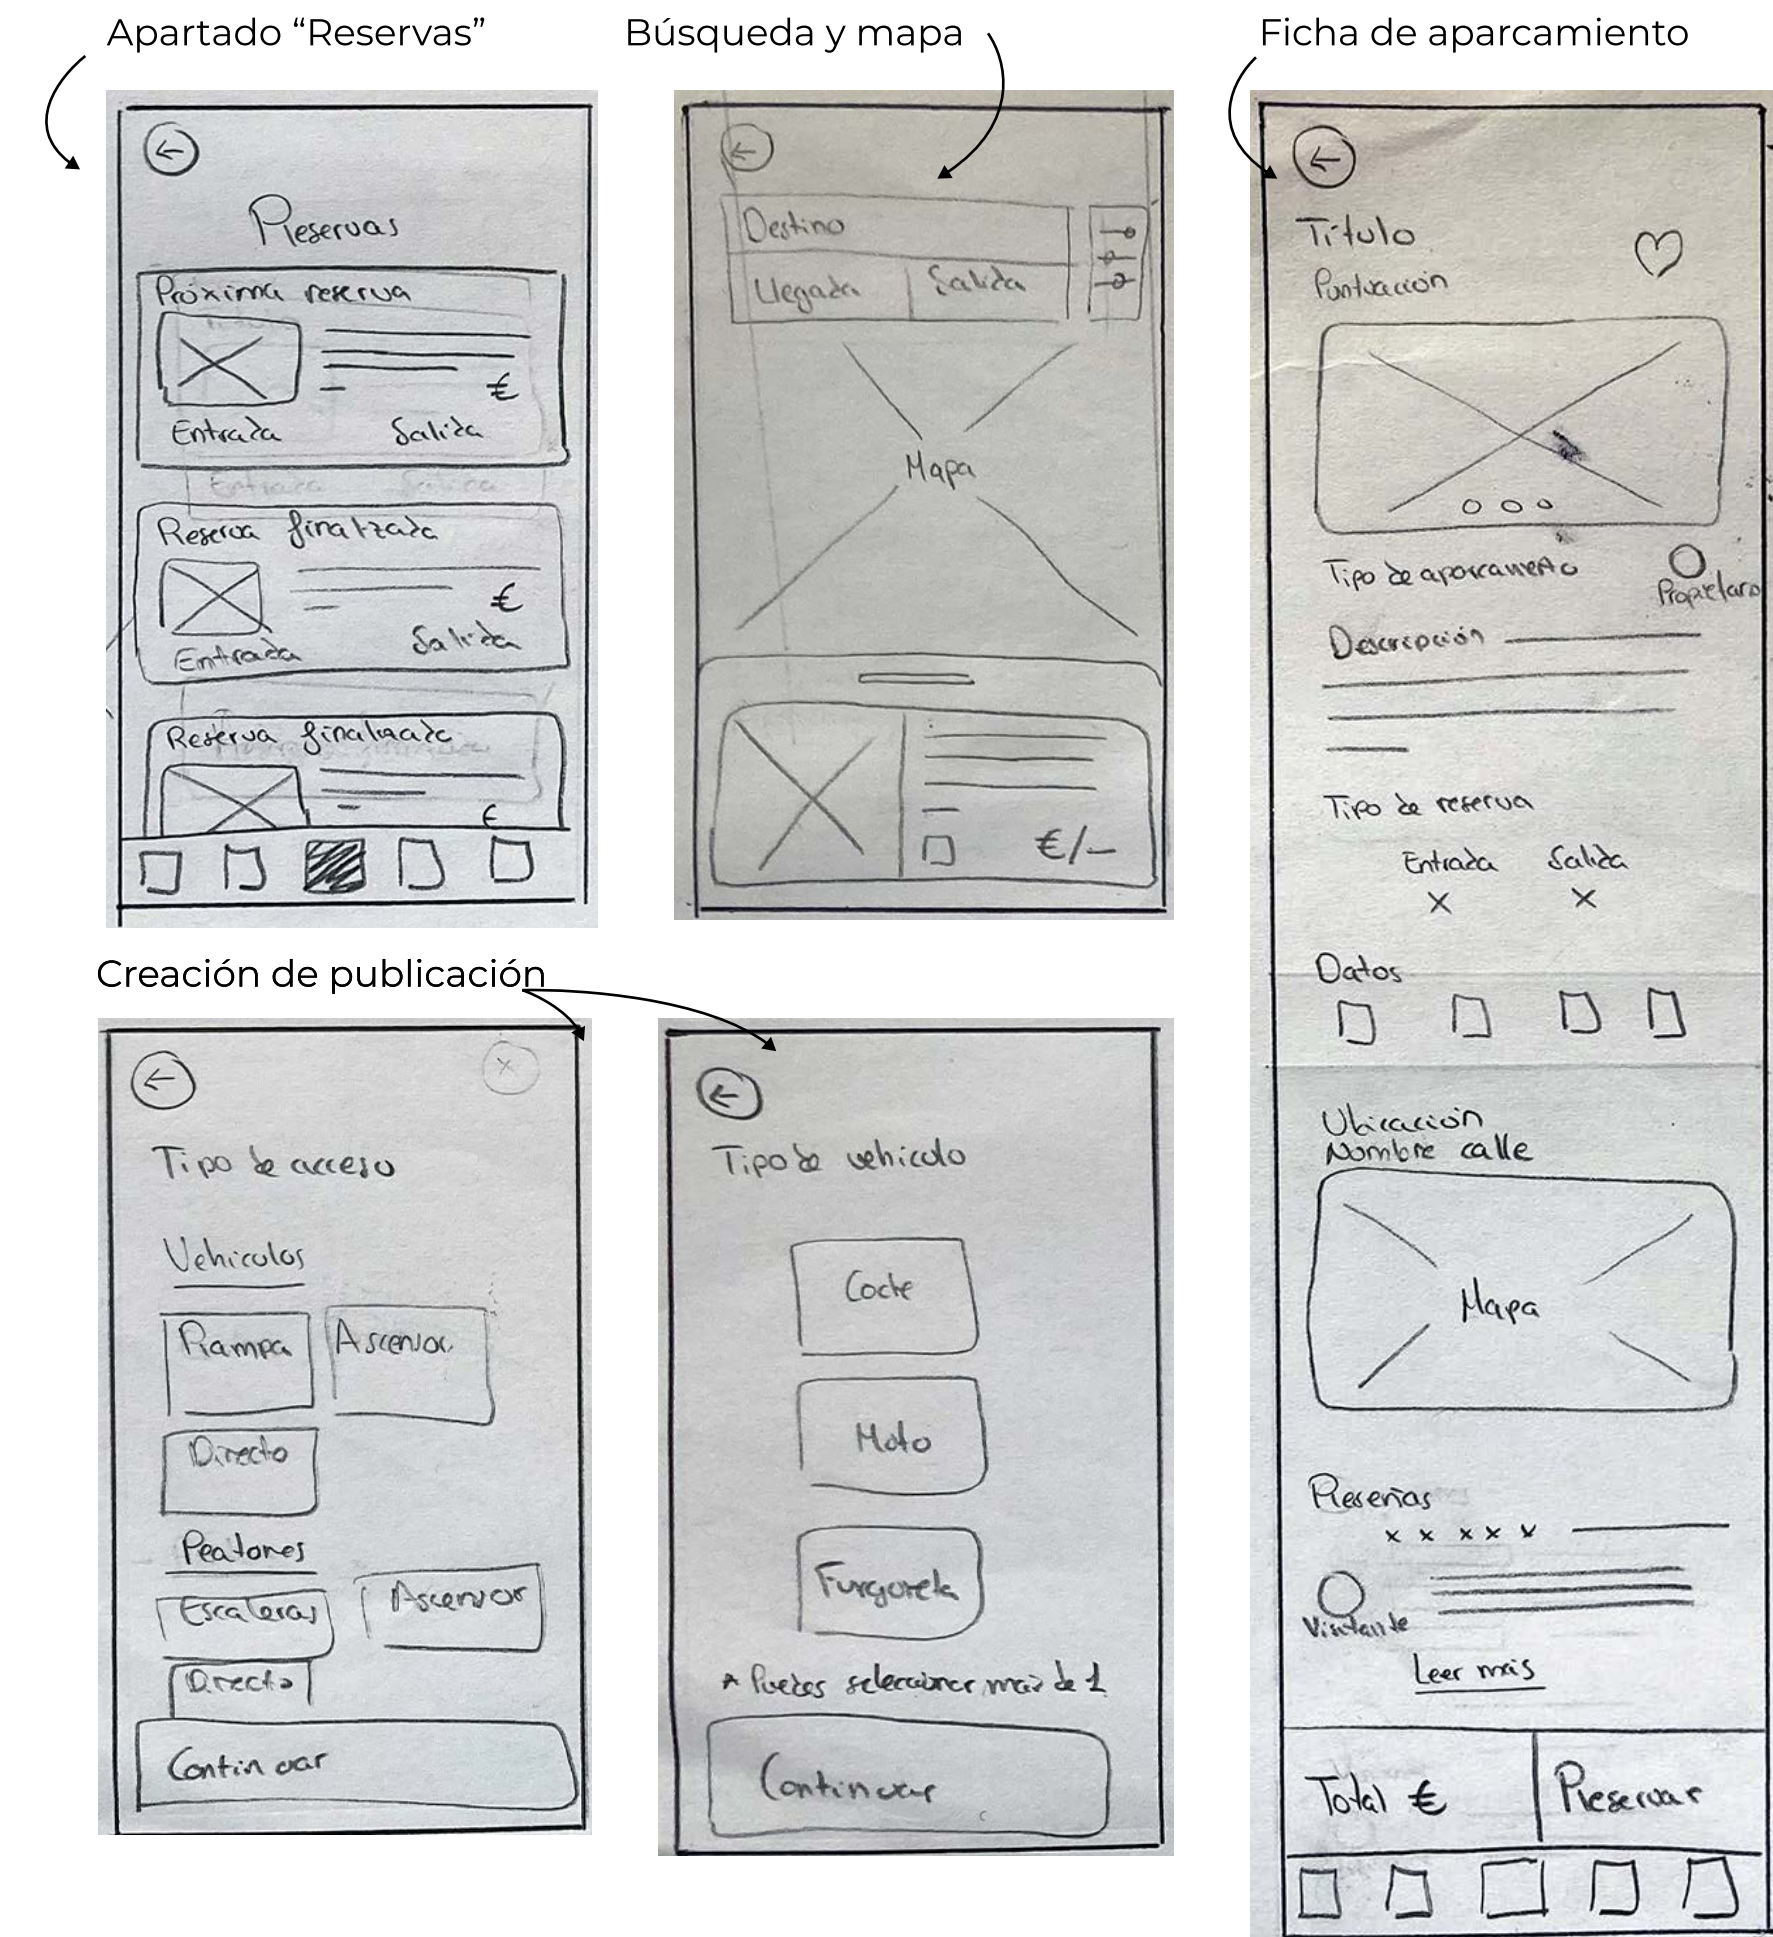 Apartado “Reservas”
Reservas
Próxima reserva
€
Entrada Salida
Reserva finalizada
€
Entrada Salida
Reserva finalizada
€
Búsqueda y mapa
Destino
Llegada Salida
Mapa
€/—
Ficha de aparcamiento
Título
Puntuación
Tipo de aparcamiento
Propietario
Descripción
Tipo de reserva
Entrada Salida
X X
Datos
Ubicación
Nombre calle
Mapa
Reseñas
x x x x x
Visitante
Leer más
Total € Reservar
Creación de publicación
x
Tipo de acceso
Vehiculos
Rampa Ascensor
Directo
Peatones
Escaleras Ascensor
Directo
Continuar
Tipo de vehiculo
Coche
Moto
Furgoneta
* Puedes seleccionar más de 1
Continuar